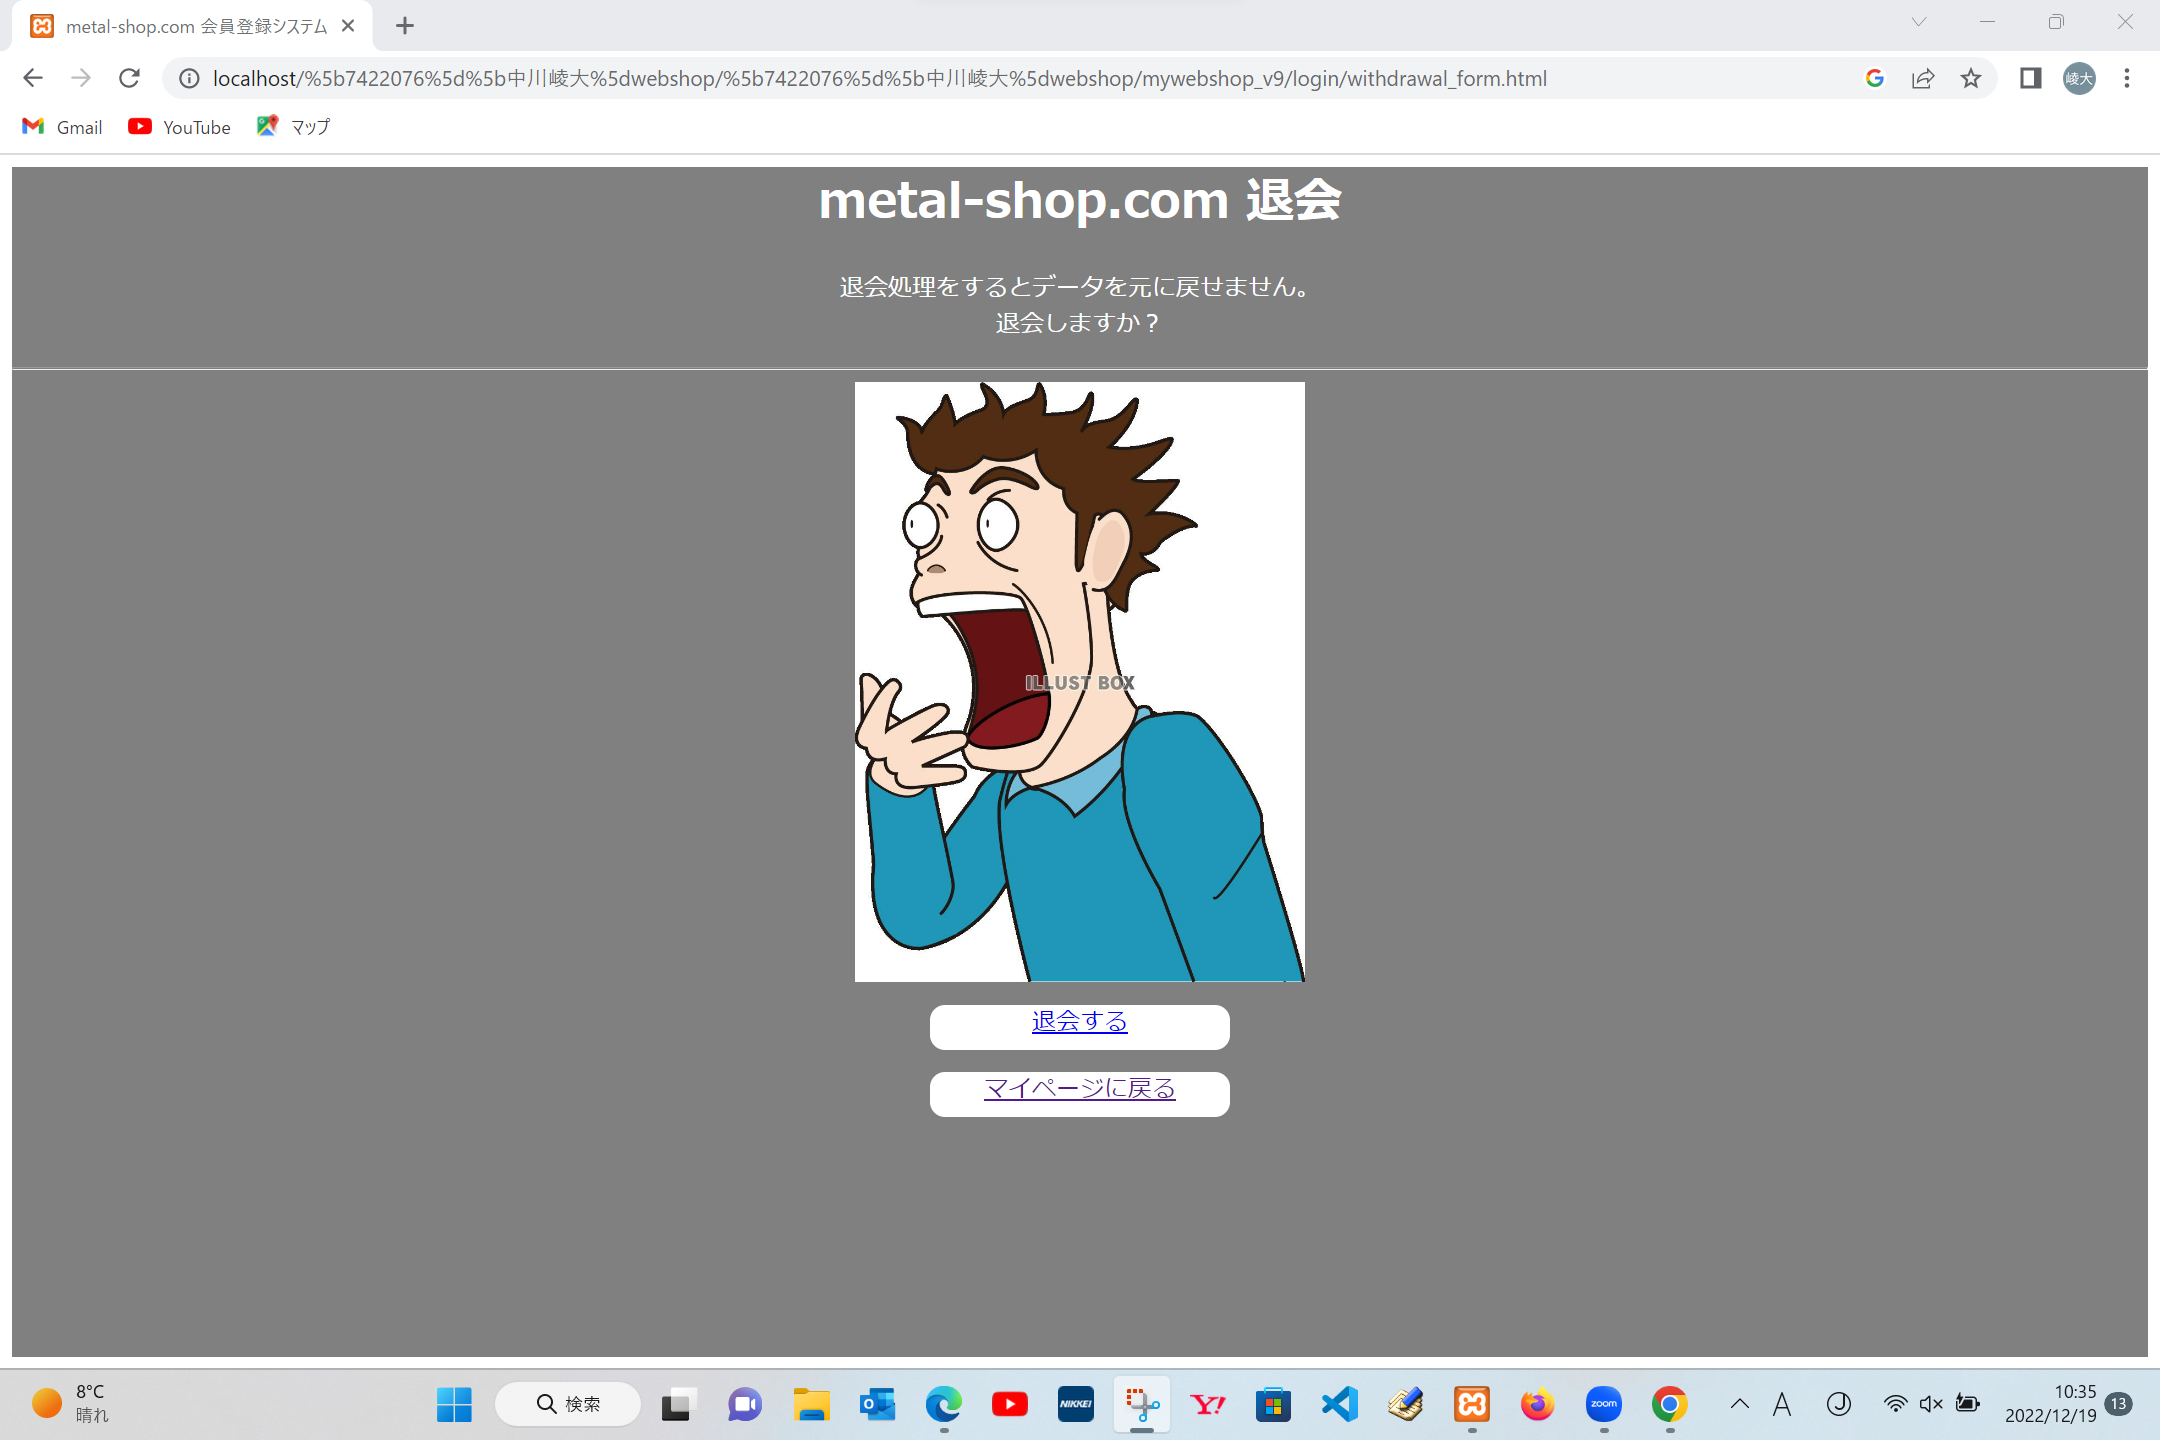 metal-shop.com 会員登録システム
localhost/%5b7422076%5d%5b中川崚大%5dwebshop/%5b7422076%5d%5b中川崚大%5dwebshop/mywebshop_v9/login/withdrawal_form.html
崚大
Gmail
YouTube
マップ
metal-shop.com 退会
退会処理をするとデータを元に戻せません。
退会しますか？
ILLUST BOX
退会する
マイページに戻る
8°C
晴れ
検索
NIKKEI
Y!
zoom
A
J
10:35
2022/12/19
13